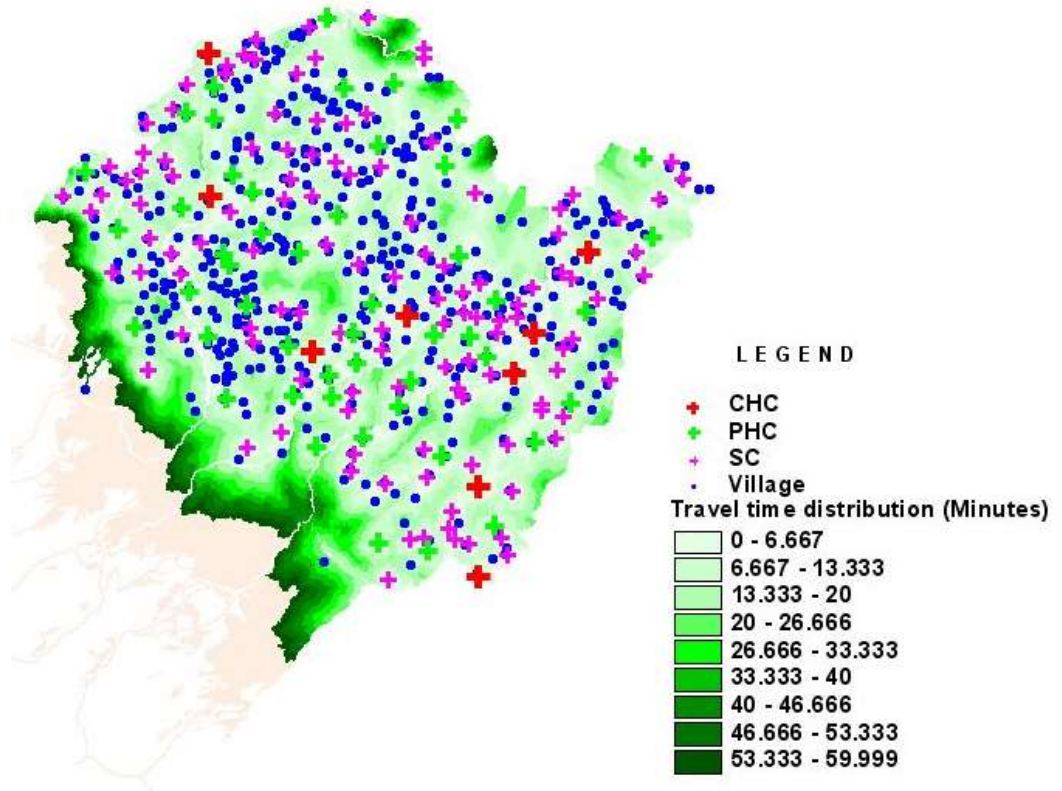 LEGEND
CHC
PHC
SC
Village
Travel time distribution (Minutes)
0 - 6.667
6.667 - 13.333
13.333 - 20
20 - 26.666
26.666 - 33.333
33.333 - 40
40 - 46.666
46.666 - 53.333
53.333 - 59.999